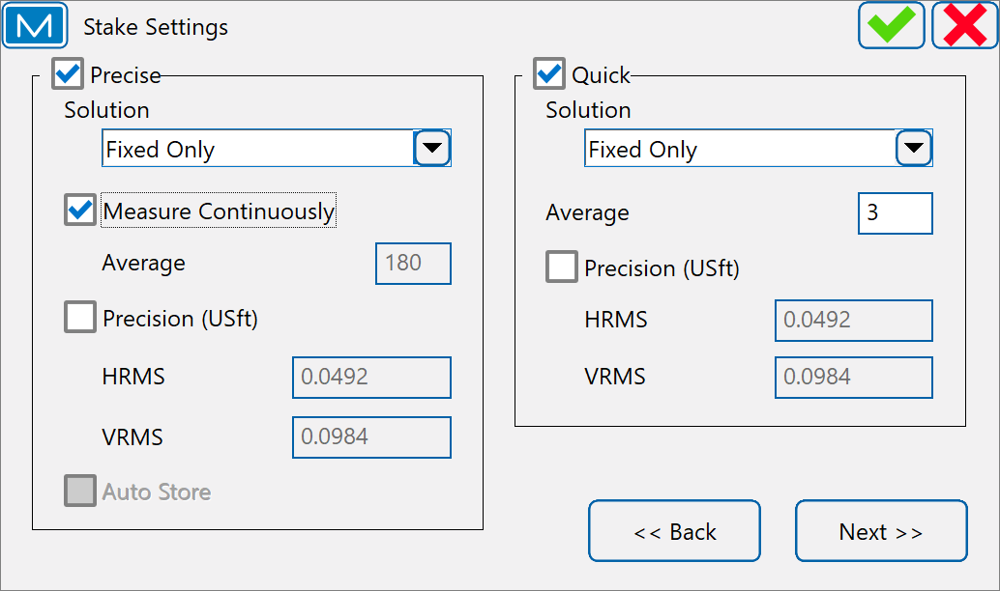 M Stake Settings
Precise
Solution
Fixed Only
Measure Continuously
Average 180
Precision (USft)
HRMS 0.0492
VRMS 0.0984
Auto Store
Quick
Solution
Fixed Only
Average 3
Precision (USft)
HRMS 0.0492
VRMS 0.0984
<< Back
Next >>